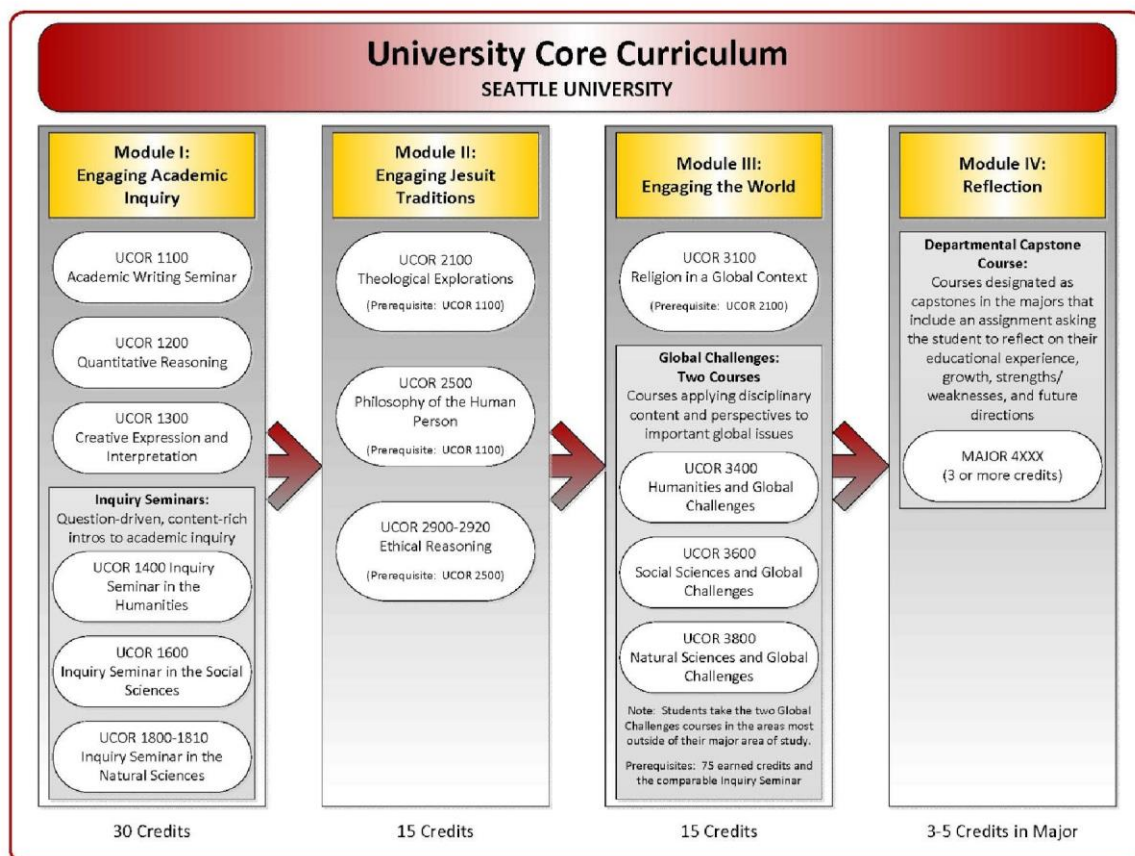 University Core Curriculum
SEATTLE UNIVERSITY
Module I:
Engaging Academic
Inquiry
UCOR 1100
Academic Writing Seminar
UCOR 1200
Quantitative Reasoning
UCOR 1300
Creative Expression and
Interpretation
Inquiry Seminars:
Question-driven, content-rich
intros to academic inquiry
UCOR 1400 Inquiry
Seminar in the
Humanities
UCOR 1600
Inquiry Seminar in the Social
Sciences
UCOR 1800-1810
Inquiry Seminar in the
Natural Sciences
30 Credits
Module II:
Engaging Jesuit
Traditions
UCOR 2100
Theological Explorations
(Prerequisite: UCOR 1100)
UCOR 2500
Philosophy of the Human
Person
(Prerequisite: UCOR 1100)
UCOR 2900-2920
Ethical Reasoning
(Prerequisite: UCOR 2500)
15 Credits
Module III:
Engaging the World
UCOR 3100
Religion in a Global Context
(Prerequisite: UCOR 2100)
Global Challenges:
Two Courses
Courses applying disciplinary
content and perspectives to
important global issues
UCOR 3400
Humanities and Global
Challenges
UCOR 3600
Social Sciences and Global
Challenges
UCOR 3800
Natural Sciences and Global
Challenges
Note: Students take the two Global
Challenges courses in the areas most
outside of their major area of study.
Prerequisites: 75 earned credits and
the comparable Inquiry Seminar
15 Credits
Module IV:
Reflection
Departmental Capstone
Course:
Courses designated as
capstones in the majors that
include an assignment asking
the student to reflect on their
educational experience,
growth, strengths/
weaknesses, and future
directions
MAJOR 4XXX
(3 or more credits)
3-5 Credits in Major